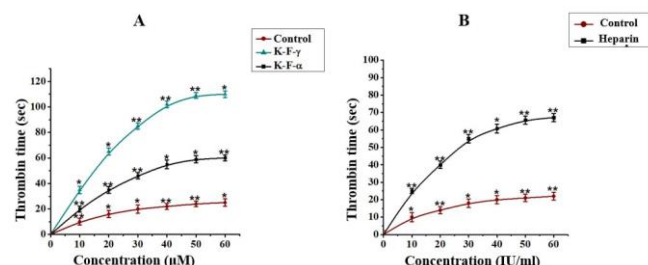 A
Control
K-F-γ
K-F-α
Thrombin time (sec)
120
100
80
60
40
20
0
** * ** ** ** *
* ** ** * * **
** * * ** ** *
0 10 20 30 40 50 60
Concentration (μM)
B
Control
Heparin
Thrombin time (sec)
100
90
80
70
60
50
40
30
20
10
0
** ** ** * ** **
* ** * * ** **
0 10 20 30 40 50 60
Concentration (IU/ml)